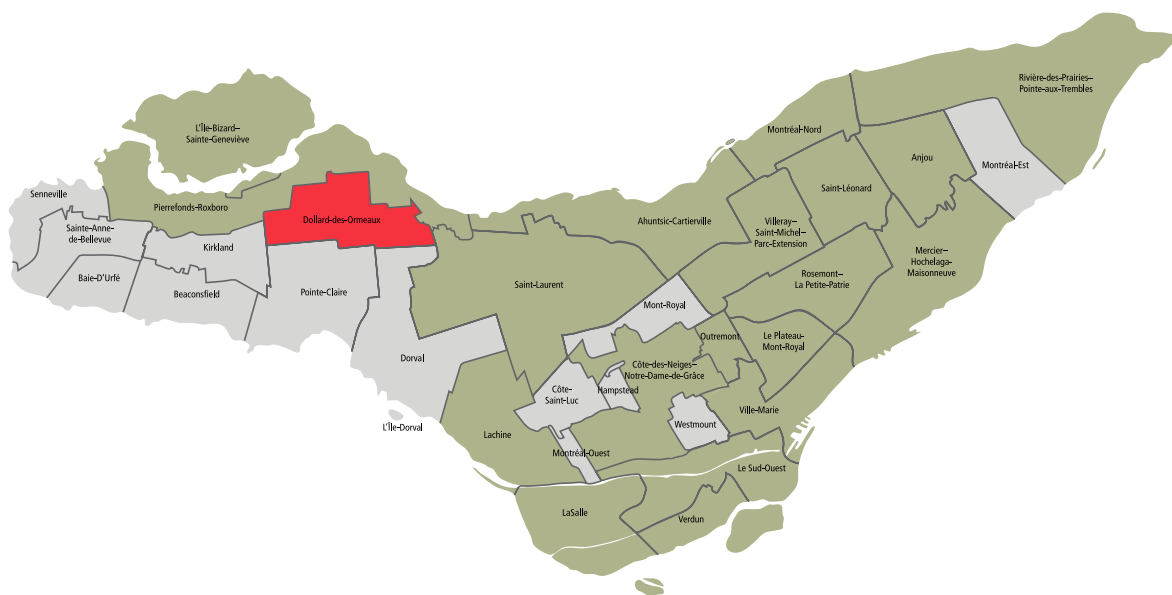 Rivière-des-Prairies–
Pointe-aux-Trembles
L'Île-Bizard–
Sainte-Geneviève
Montréal-Nord
Anjou
Montréal-Est
Senneville
Saint-Léonard
Pierrefonds-Roxboro
Dollard-des-Ormeaux
Ahuntsic-Cartierville
Villeray–
Saint-Michel–
Parc-Extension
Sainte-Anne-
de-Bellevue
Kirkland
Mercier–
Hochelaga-
Maisonneuve
Baie-D'Urfé
Beaconsfield
Pointe-Claire
Saint-Laurent
Rosemont–
La Petite-Patrie
Mont-Royal
Outremont
Le Plateau-
Mont-Royal
Dorval
Côte-des-Neiges–
Notre-Dame-de-Grâce
Côte-
Saint-Luc
Hampstead
Ville-Marie
L'Île-Dorval
Lachine
Westmount
Montréal-Ouest
Le Sud-Ouest
LaSalle
Verdun